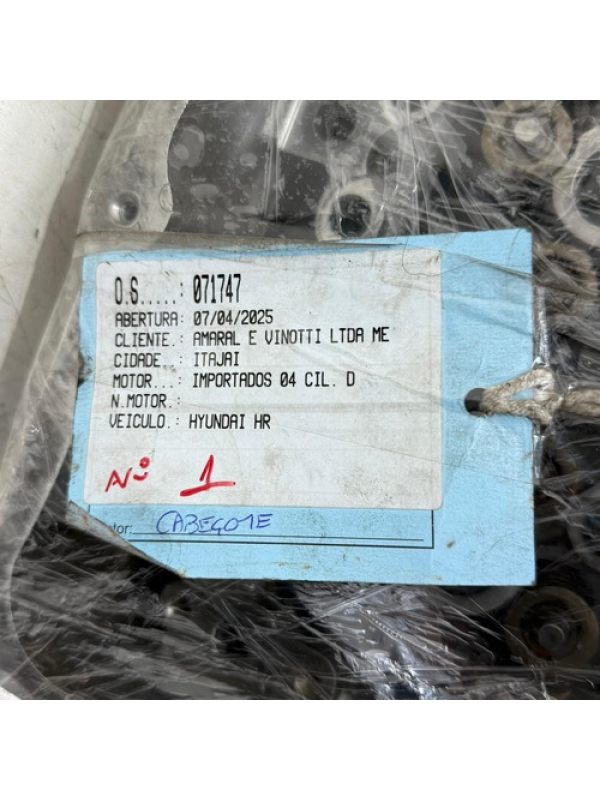 O.S.....: 071747
ABERTURA: 07/04/2025
CLIENTE.: AMARAL E VINOTTI LTDA ME
CIDADE..: ITAJAI
MOTOR...: IMPORTADOS 04 CIL. D
N.MOTOR.:
VEICULO.: HYUNDAI HR
Nº 1
tor: CABEÇOTE